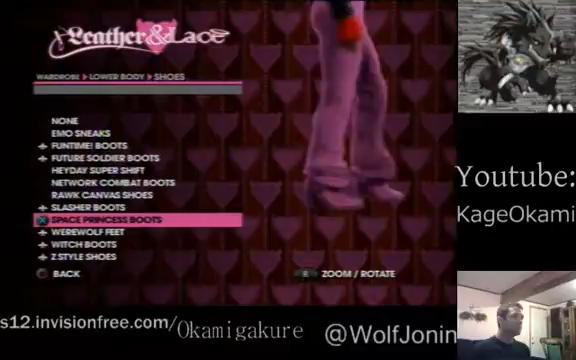 Leather&Lace
WARDROBE LOWER BODY SHOES
NONE
EMO SNEAKS
FUNTIME! BOOTS
FUTURE SOLDIER BOOTS
HEYDAY SUPER SHIFT
NETWORK COMBAT BOOTS
RAWK CANVAS SHOES
SLASHER BOOTS
SPACE PRINCESS BOOTS
WEREWOLF FEET
WITCH BOOTS
Z STYLE SHOES
BACK
R ZOOM / ROTATE
Youtube:
KageOkami
s12.invisionfree.com/Okamigakure @WolfJonin